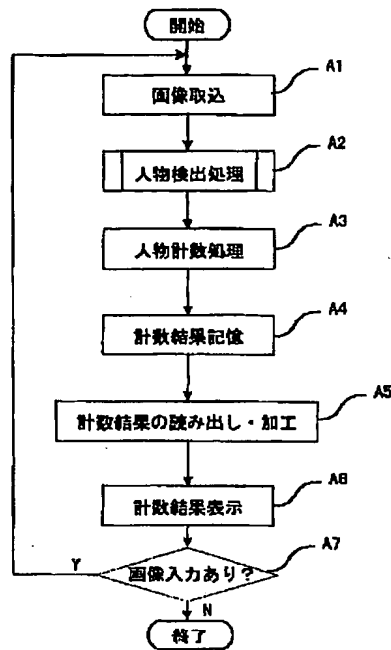 開始
A1
画像取込
A2
人物検出処理
A3
人物計数処理
A4
計数結果記憶
A5
計数結果の読み出し・加工
A6
計数結果表示
A7
Y
画像入力あり?
N
終了